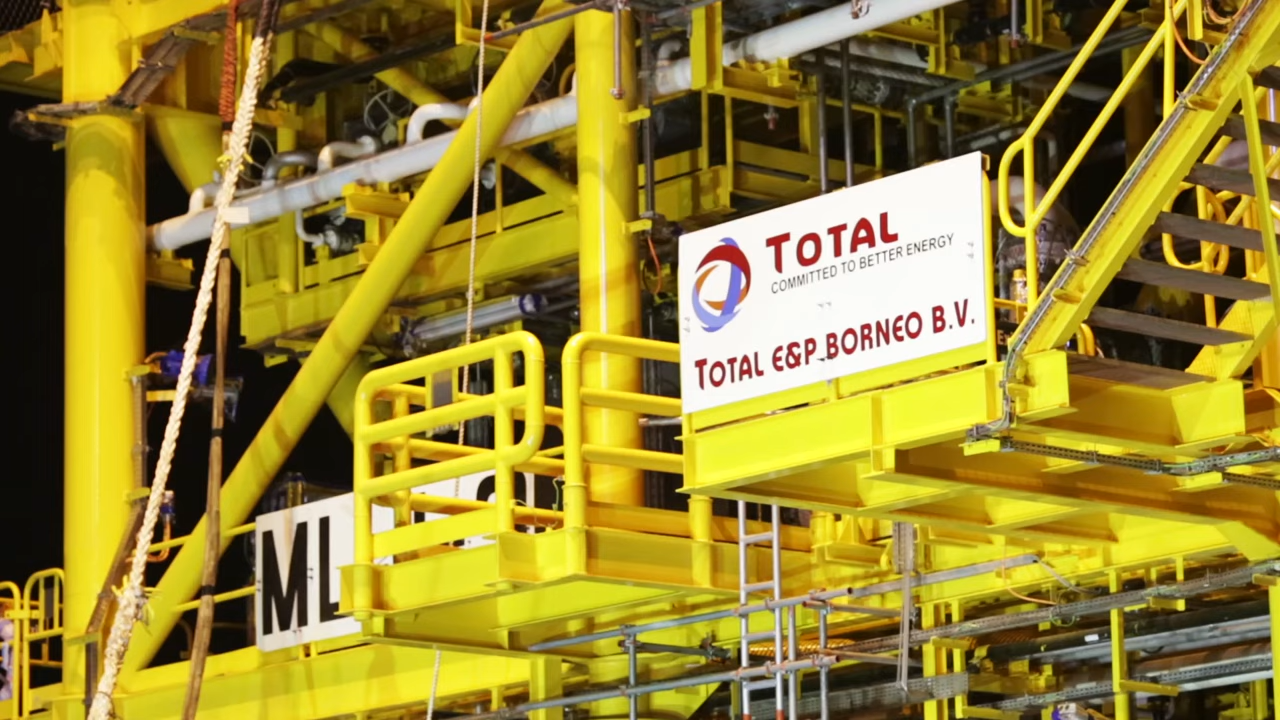 TOTAL
COMMITTED TO BETTER ENERGY
TOTAL E&P BORNEO B.V.
ML